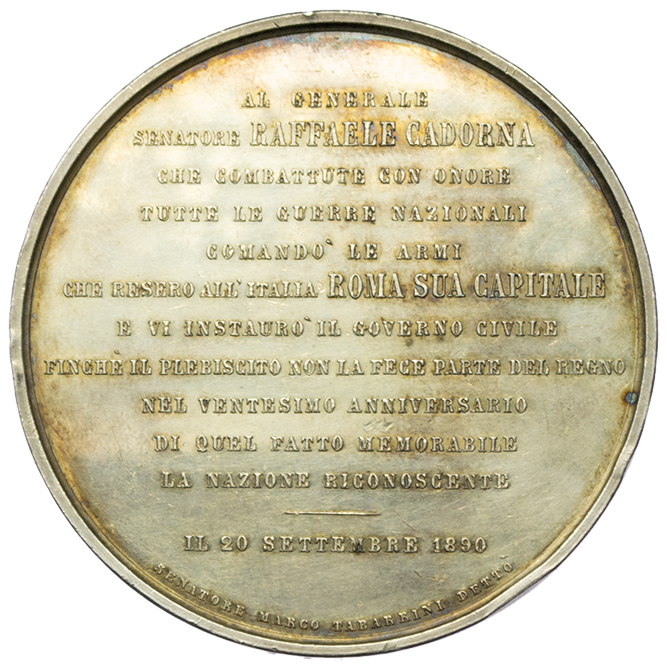 AL GENERALE
SENATORE RAFFAELE CADORNA
CHE COMBATTUTE CON ONORE
TUTTE LE GUERRE NAZIONALI
COMANDO' LE ARMI
CHE RESERO ALL'ITALIA ROMA SUA CAPITALE
E VI INSTAURO' IL GOVERNO CIVILE
FINCHÈ IL PLEBISCITO NON LA FECE PARTE DEL REGNO
NEL VENTESIMO ANNIVERSARIO
DI QUEL FATTO MEMORABILE
LA NAZIONE RICONOSCENTE
IL 20 SETTEMBRE 1890
SENATORE MARCO TABARRINI DETTÒ